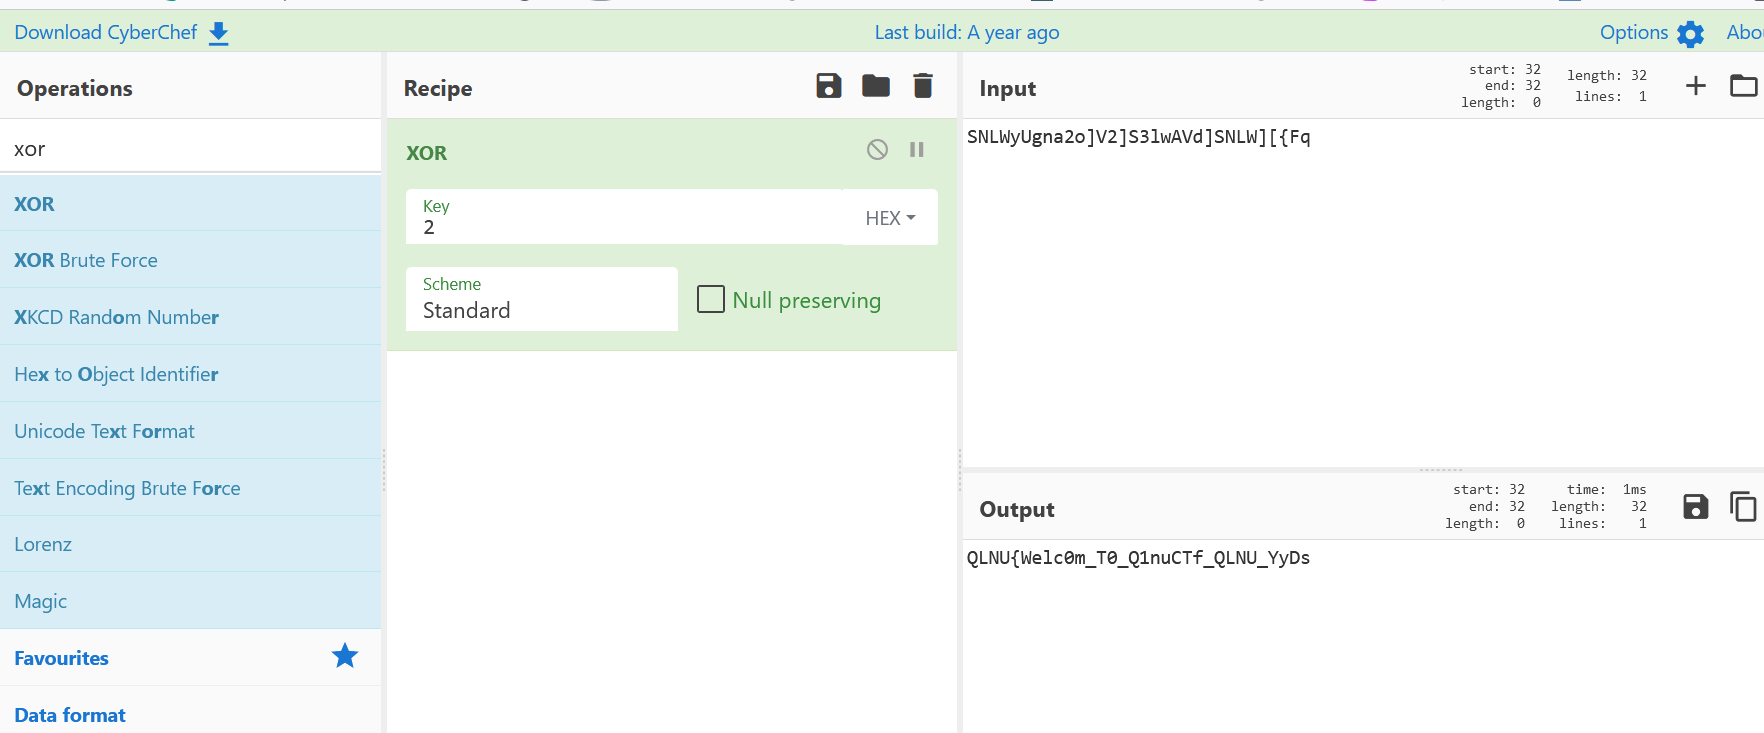 Download CyberChef
Last build: A year ago
Options
Abou
Operations
xor
XOR
XOR Brute Force
XKCD Random Number
Hex to Object Identifier
Unicode Text Format
Text Encoding Brute Force
Lorenz
Magic
Favourites
Data format
Recipe
XOR
Key
2
HEX
Scheme
Standard
Null preserving
Input
start: 32
end: 32
length: 0
length: 32
lines: 1
SNLWyUgna2o]V2]S3lwAVd]SNLW][{Fq
Output
start: 32
end: 32
length: 0
time: 1ms
length: 32
lines: 1
QLNU{Welc0m_T0_Q1nuCTf_QLNU_YyDs